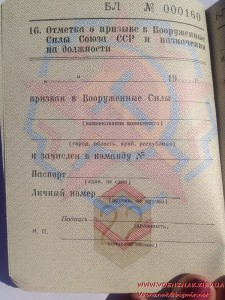 БЛ № 000160
16. Отметка о призыве в Вооруженные
Силы Союза ССР и назначении
на должности
" " 19
призван в Вооруженные Силы
(наименование военкомата)
(город, область, край, республика)
и зачислен в команду №
Паспорт
Личный номер
Подпись
(должность,
М. П.
WWW.VOENZNAK.KIEV.UA